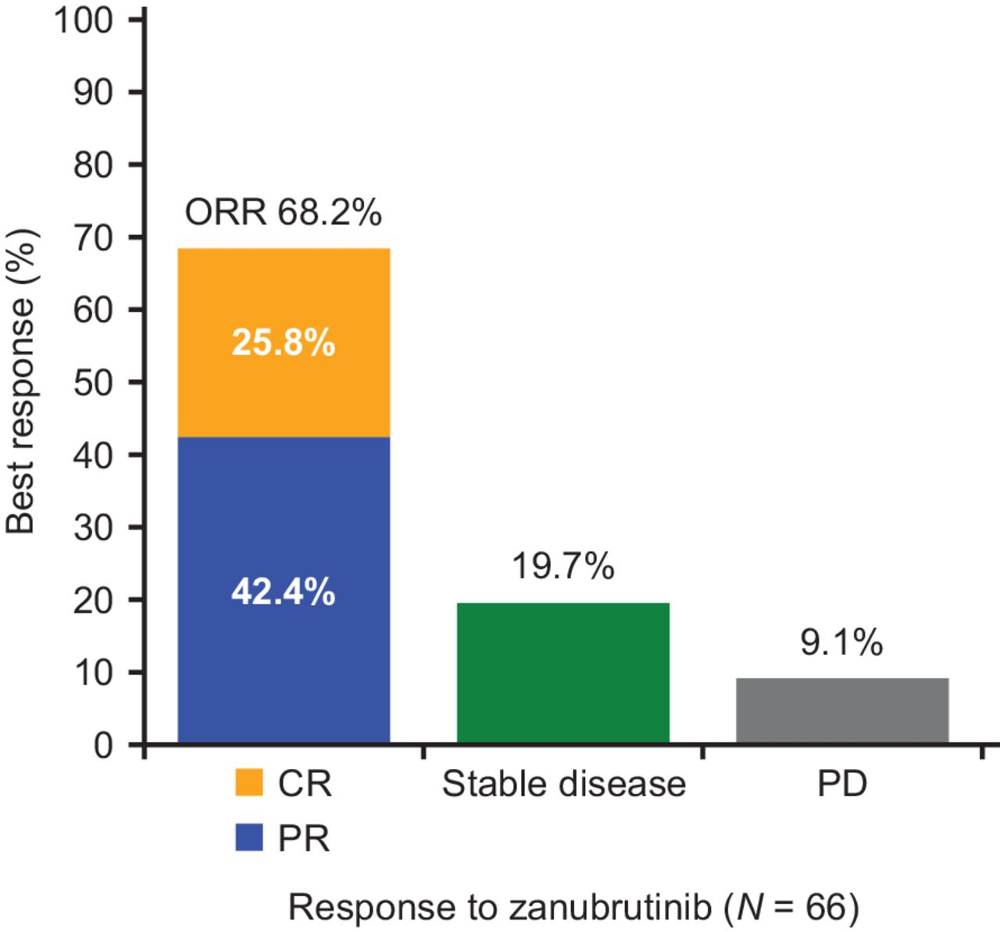 100
90
80
70
60
50
40
30
20
10
0
Best response (%)
ORR 68.2%
25.8%
42.4%
19.7%
9.1%
CR
PR
Stable disease
PD
Response to zanubrutinib (N = 66)